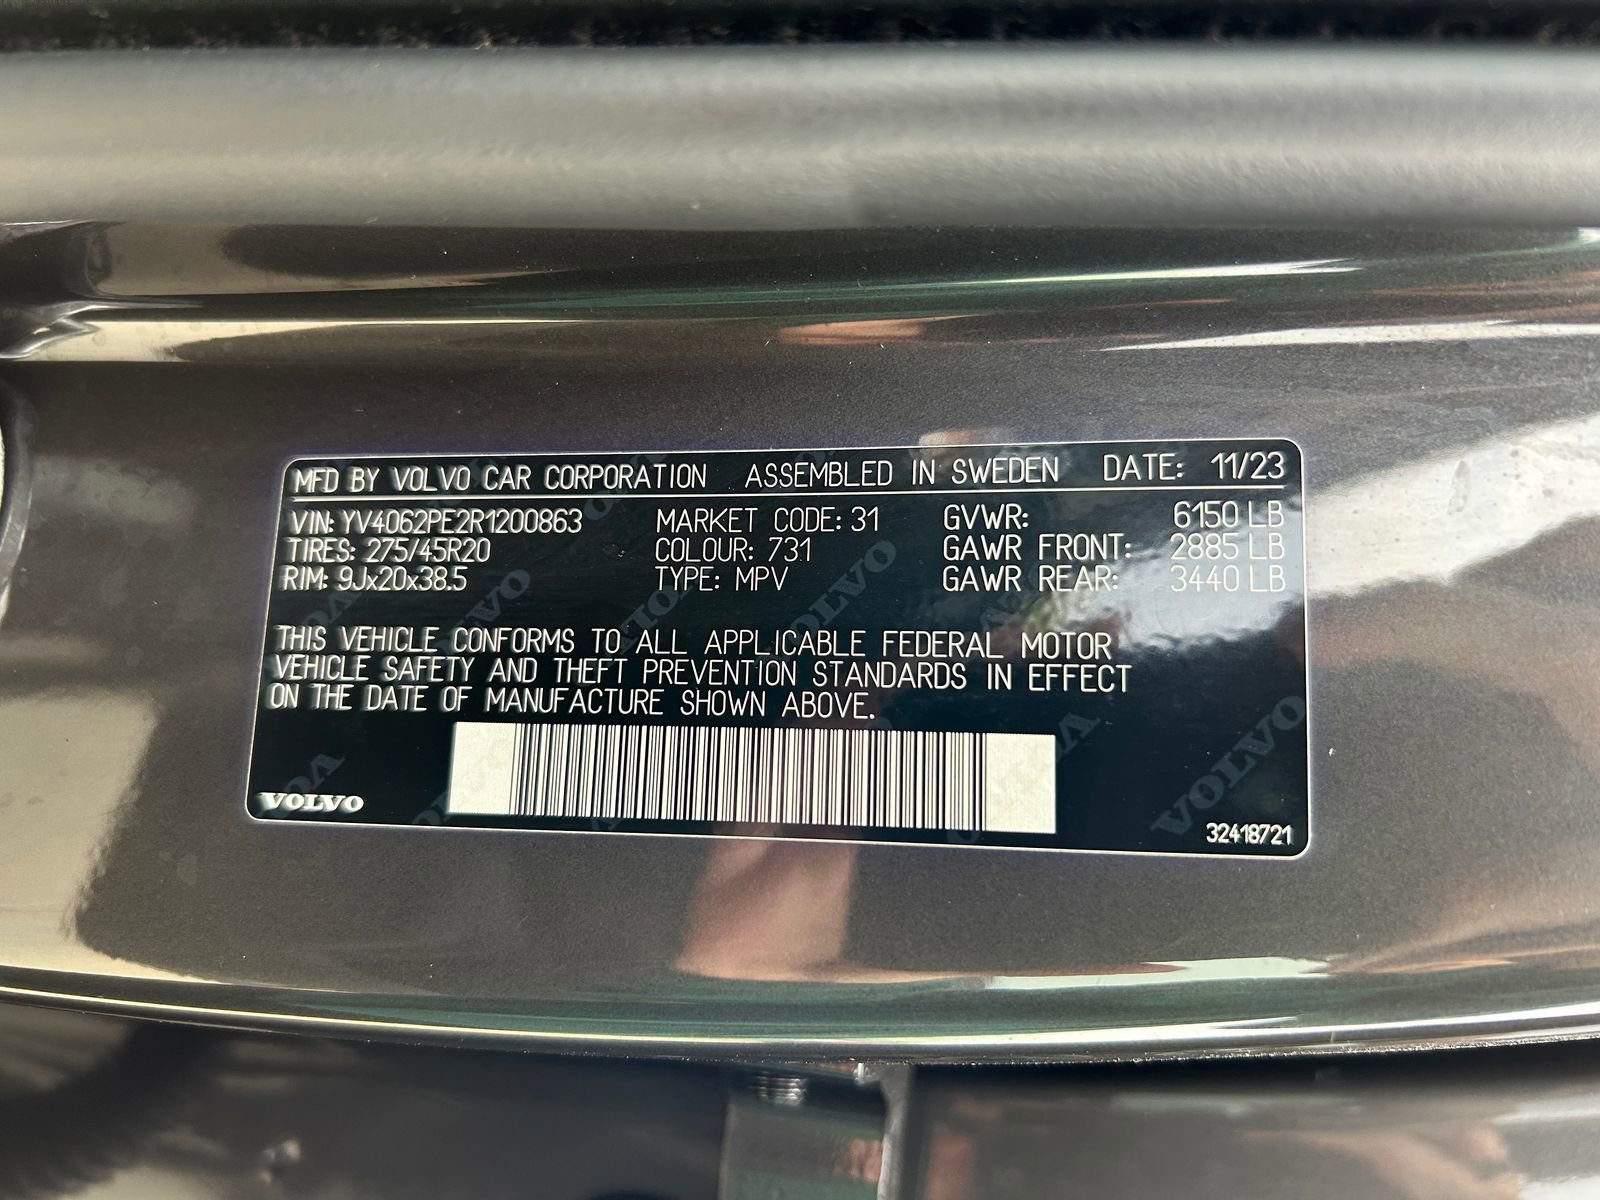 MFD BY VOLVO CAR CORPORATION ASSEMBLED IN SWEDEN DATE: 11/23
VIN: YV4062PE2R1200863 MARKET CODE: 31 GVWR: 6150 LB
TIRES: 275/45R20 COLOUR: 731 GAWR FRONT: 2885 LB
RIM: 9Jx20x38.5 TYPE: MPV GAWR REAR: 3440 LB
THIS VEHICLE CONFORMS TO ALL APPLICABLE FEDERAL MOTOR
VEHICLE SAFETY AND THEFT PREVENTION STANDARDS IN EFFECT
ON THE DATE OF MANUFACTURE SHOWN ABOVE.
VOLVO
32418721